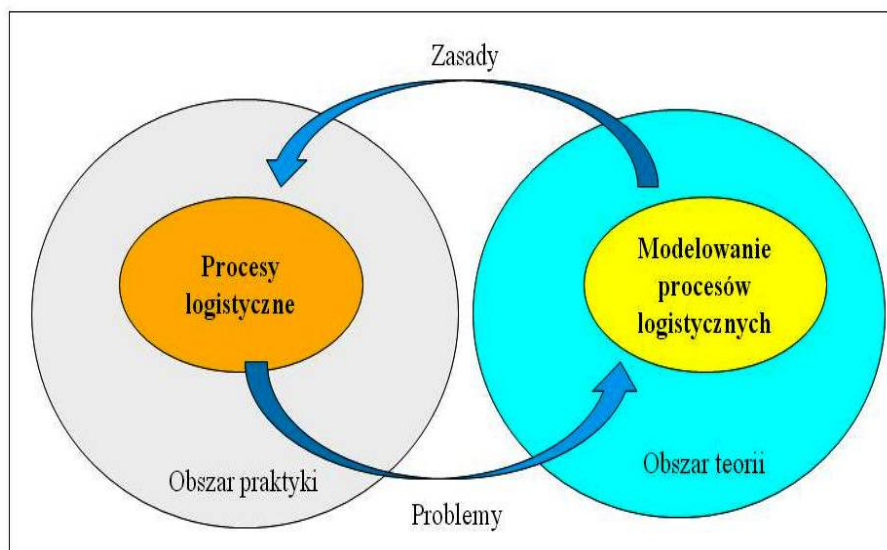 Zasady
Procesy
logistyczne
Modelowanie
procesów
logistycznych
Obszar praktyki
Obszar teorii
Problemy